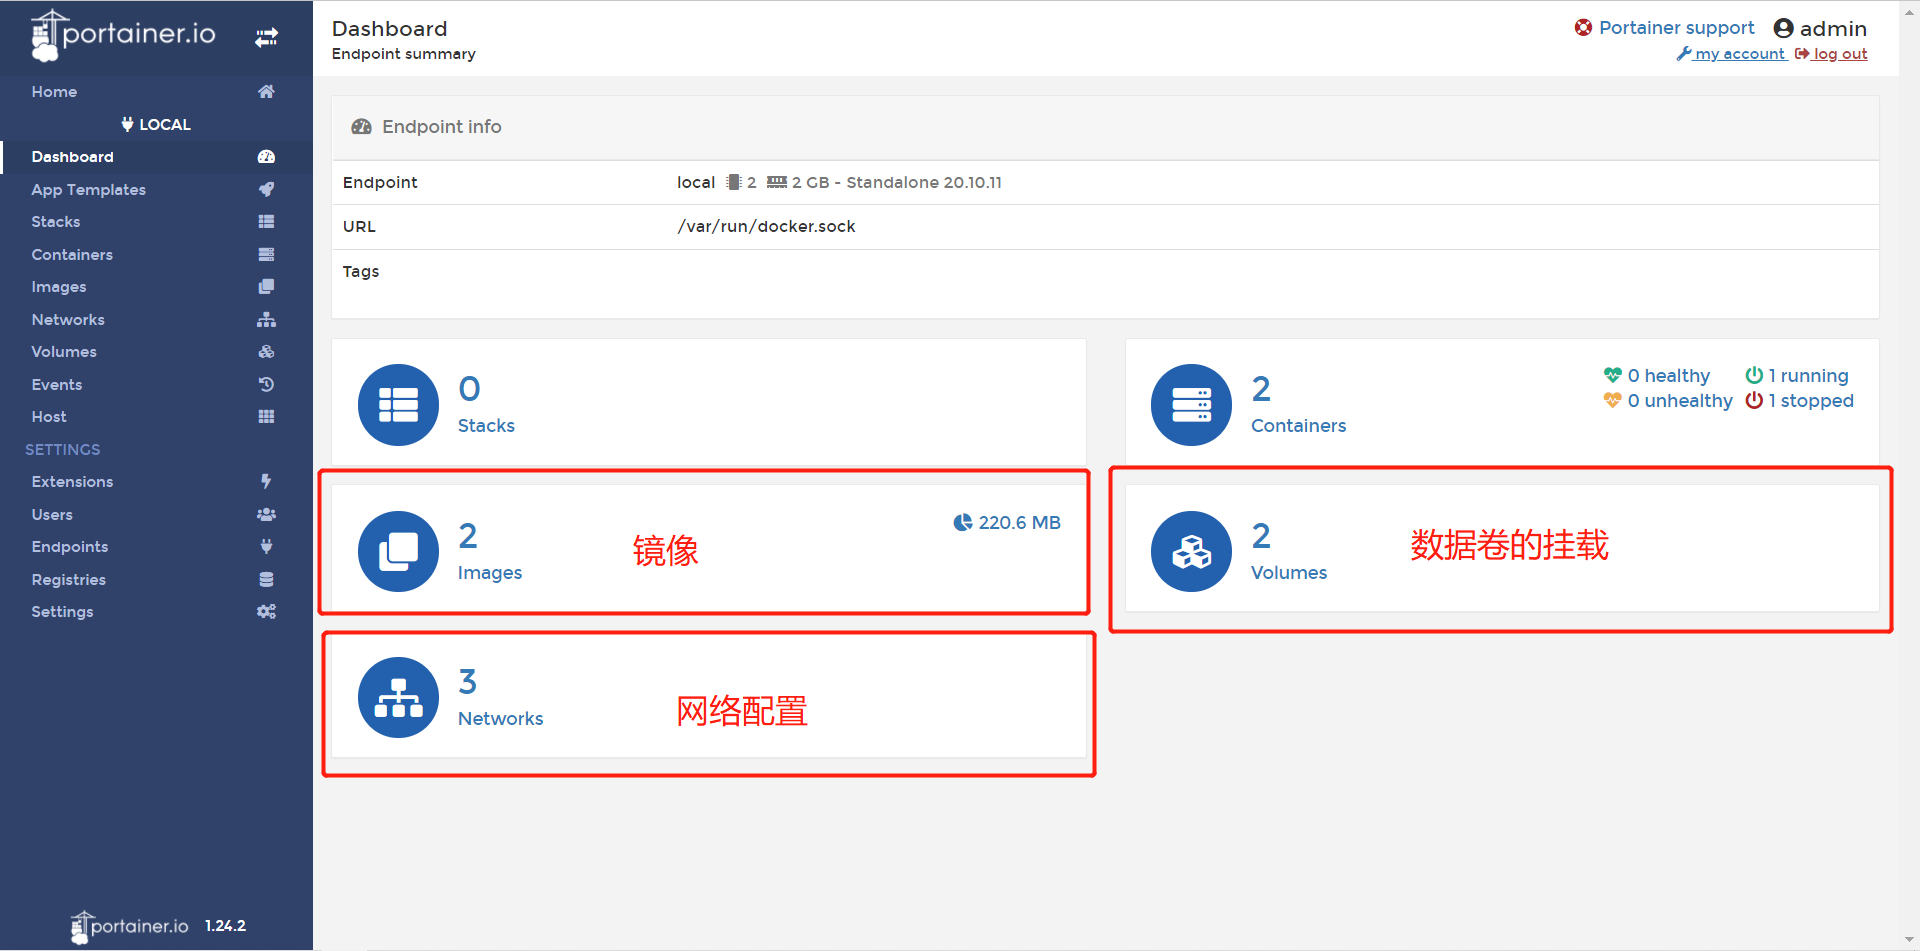 portainer.io
Home
LOCAL
Dashboard
App Templates
Stacks
Containers
Images
Networks
Volumes
Events
Host
SETTINGS
Extensions
Users
Endpoints
Registries
Settings
portainer.io 1.24.2
Dashboard
Endpoint summary
Portainer support admin
my account log out
Endpoint info
Endpoint local 2 2 GB - Standalone 20.10.11
URL /var/run/docker.sock
Tags
0
Stacks
2
Containers
0 healthy 1 running
0 unhealthy 1 stopped
2
Images
220.6 MB
镜像
2
Volumes
数据卷的挂载
3
Networks
网络配置